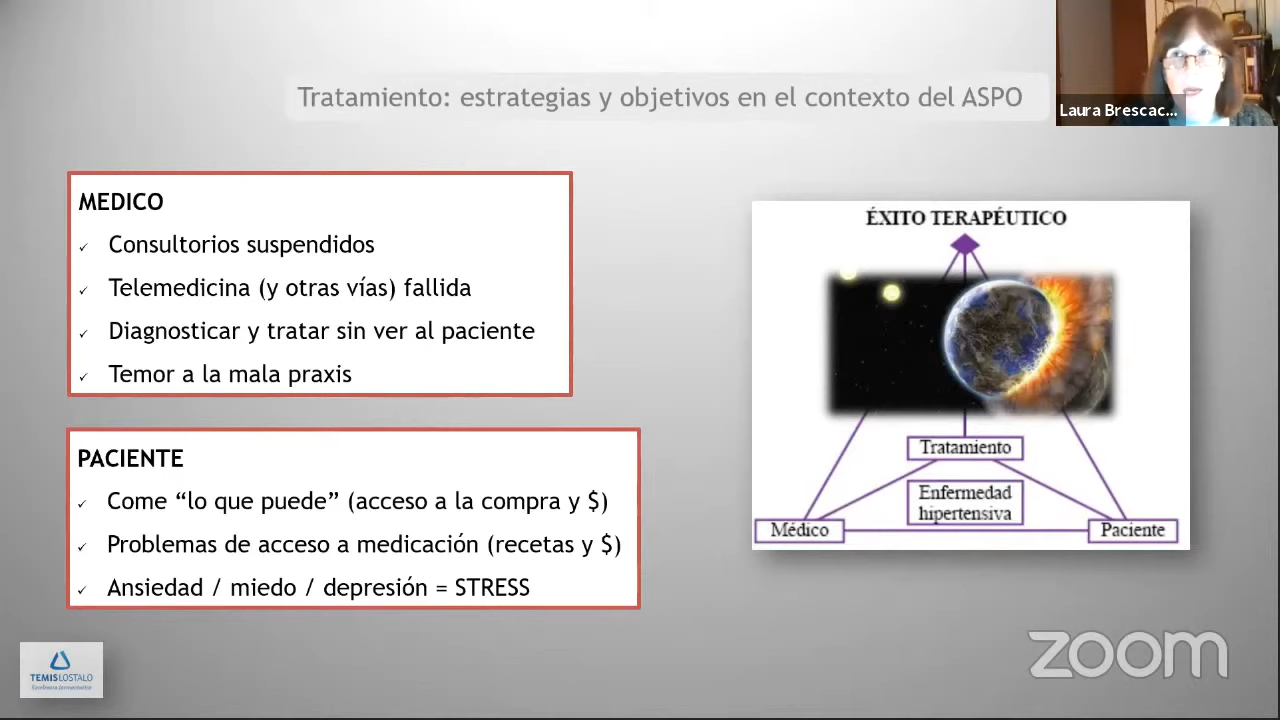 Tratamiento: estrategias y objetivos en el contexto del ASPO
Laura Brescac...
MEDICO
✓ Consultorios suspendidos
✓ Telemedicina (y otras vías) fallida
✓ Diagnosticar y tratar sin ver al paciente
✓ Temor a la mala praxis
PACIENTE
✓ Come “lo que puede” (acceso a la compra y $)
✓ Problemas de acceso a medicación (recetas y $)
✓ Ansiedad / miedo / depresión = STRESS
ÉXITO TERAPÉUTICO
Tratamiento
Enfermedad
hipertensiva
Médico
Paciente
TEMIS LOSTALO
zoom